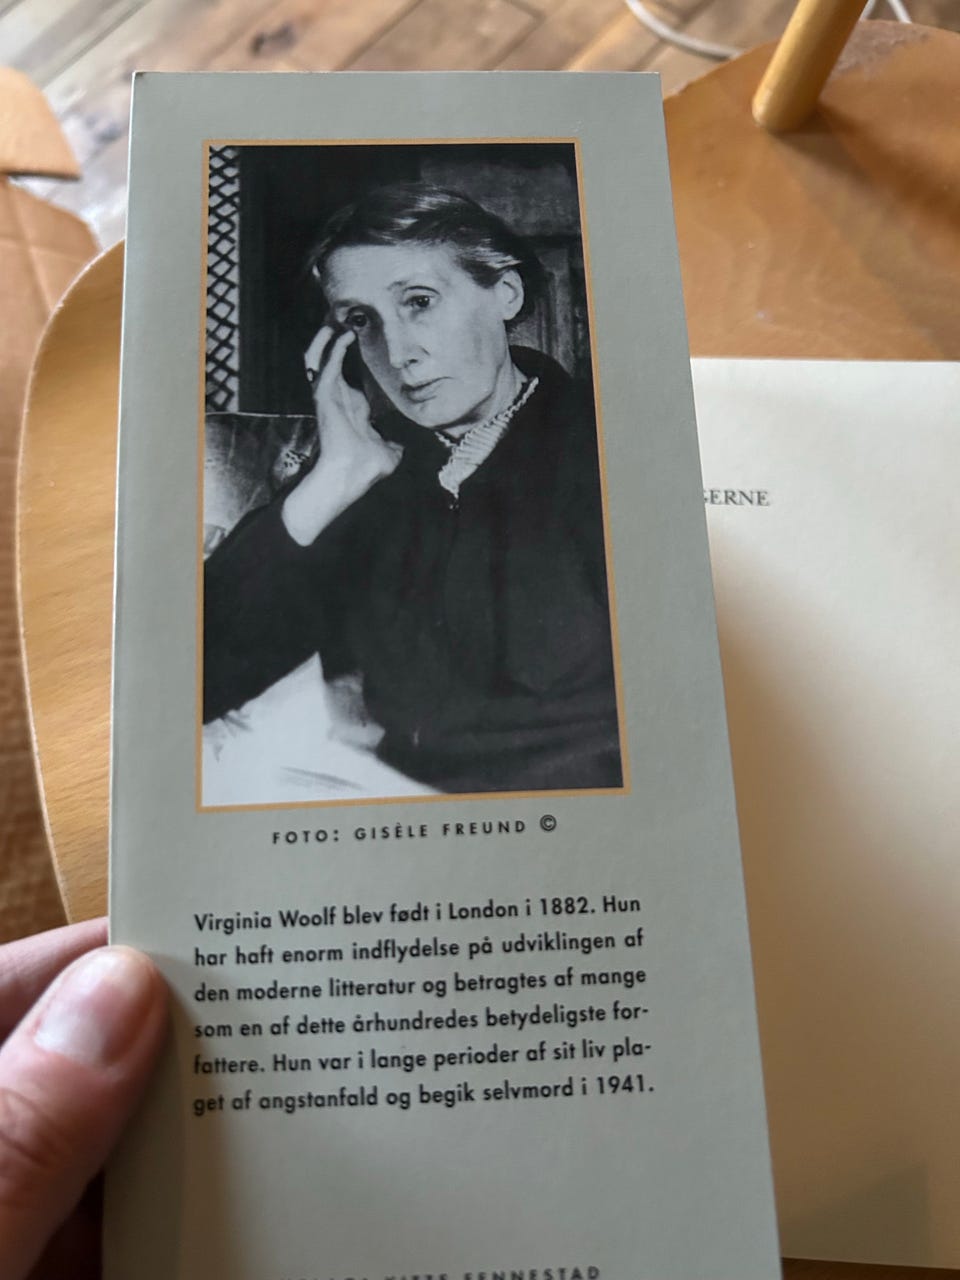 GERNE
FOTO: GISÈLE FREUND ©
Virginia Woolf blev født i London i 1882. Hun
har haft enorm indflydelse på udviklingen af
den moderne litteratur og betragtes af mange
som en af dette århundredes betydeligste for-
fattere. Hun var i lange perioder af sit liv pla-
get af angstanfald og begik selvmord i 1941.
FENNESTAD